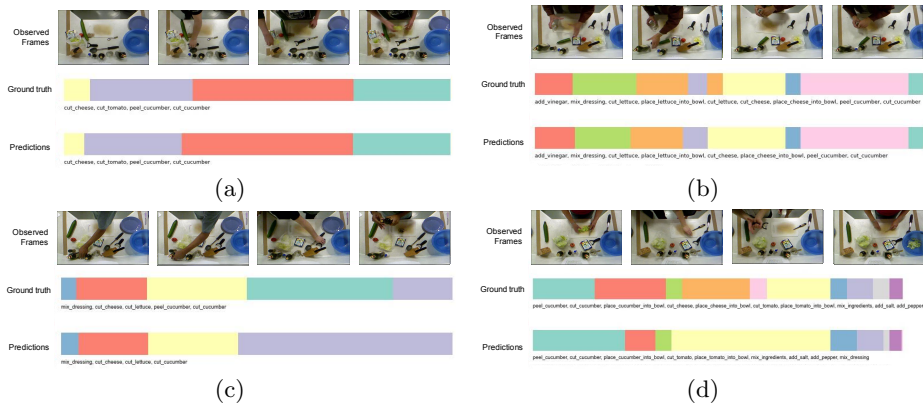 Observed
Frames
Ground truth
cut_cheese, cut_tomato, peel_cucumber, cut_cucumber
Predictions
cut_cheese, cut_tomato, peel_cucumber, cut_cucumber
(a)
Observed
Frames
Ground truth
add_vinegar, mix_dressing, cut_lettuce, place_lettuce_into_bowl, cut_lettuce, cut_cheese, place_cheese_into_bowl, peel_cucumber, cut_cucumber
Predictions
add_vinegar, mix_dressing, cut_lettuce, place_lettuce_into_bowl, cut_cheese, place_cheese_into_bowl, peel_cucumber, cut_cucumber
(b)
Observed
Frames
Ground truth
mix_dressing, cut_cheese, cut_lettuce, peel_cucumber, cut_cucumber
Predictions
mix_dressing, cut_cheese, cut_lettuce, cut_cucumber
(c)
Observed
Frames
Ground truth
peel_cucumber, cut_cucumber, place_cucumber_into_bowl, cut_cheese, place_cheese_into_bowl, cut_tomato, place_tomato_into_bowl, mix_ingredients, add_salt, add_pepper
Predictions
peel_cucumber, cut_cucumber, place_cucumber_into_bowl, cut_tomato, place_tomato_into_bowl, mix_ingredients, add_salt, add_pepper, mix_dressing
(d)